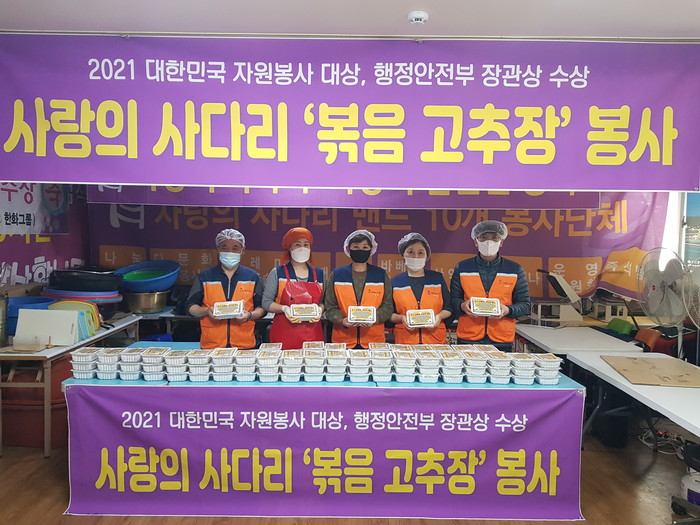 2021 대한민국 자원봉사 대상, 행정안전부 장관상 수상
사랑의 사다리 '볶음 고추장' 봉사
한화그룹)
사랑의 사다리 밴드 10개 봉사단체
2021 대한민국 자원봉사 대상, 행정안전부 장관상 수상
사랑의 사다리 '볶음 고추장' 봉사